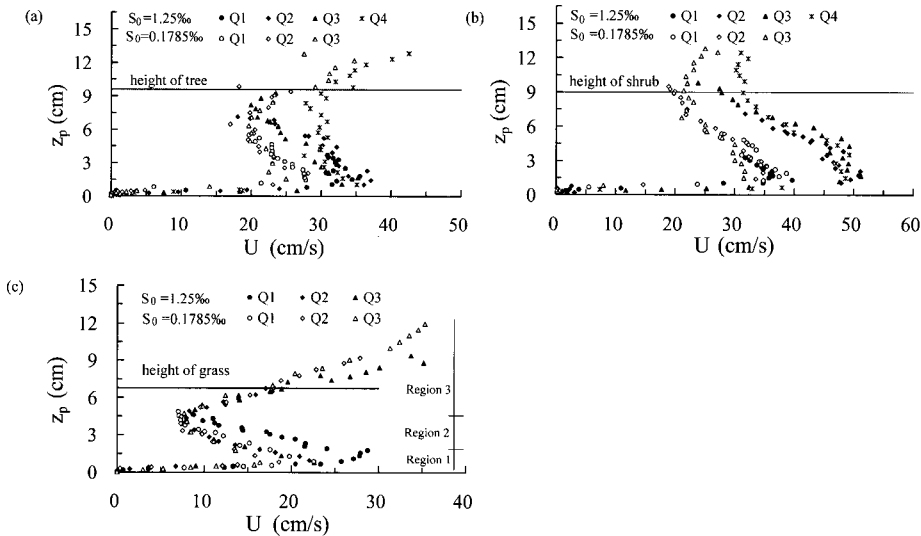 (a)
S₀=1.25‰ Q1 Q2 Q3 Q4
S₀=0.1785‰ Q1 Q2 Q3
height of tree
15
12
9
6
3
0
z_p (cm)
0 10 20 30 40 50
U (cm/s)
(b)
S₀=1.25‰ Q1 Q2 Q3 Q4
S₀=0.1785‰ Q1 Q2 Q3
height of shrub
15
12
9
6
3
0
z_p (cm)
0 10 20 30 40 50 60
U (cm/s)
(c)
S₀=1.25‰ Q1 Q2 Q3
S₀=0.1785‰ Q1 Q2 Q3
height of grass
Region 3
Region 2
Region 1
15
12
9
6
3
0
z_p (cm)
0 10 20 30 40
U (cm/s)